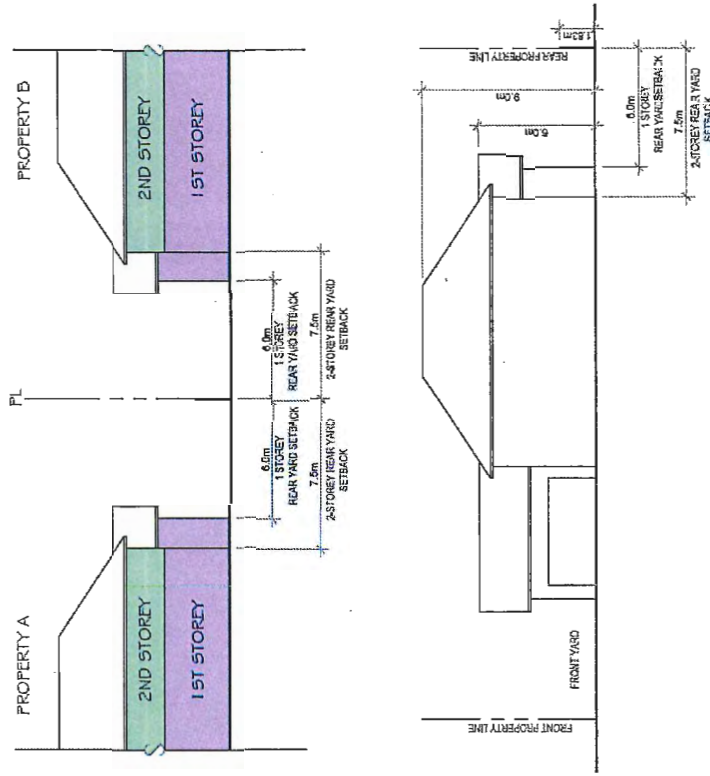 PROPERTY A
PL
PROPERTY B
2ND STOREY
1ST STOREY
2ND STOREY
1ST STOREY
6.0m
1 STOREY
REAR YARD SETBACK
7.5m
2-STOREY REAR YARD
SETBACK
6.0m
1 STOREY
REAR YARD SETBACK
7.5m
2-STOREY REAR YARD
SETBACK
FRONT PROPERTY LINE
FRONT YARD
9.0m
6.0m
REAR PROPERTY LINE
1.83m
6.0m
1 STOREY
REAR YARD SETBACK
7.5m
2-STOREY REAR YARD
SETBACK